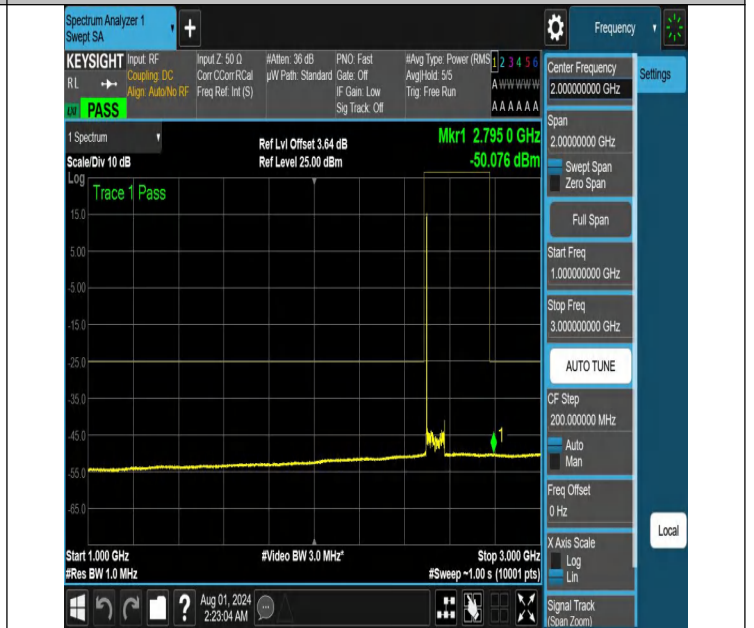 Spectrum Analyzer 1
Swept SA
+
Frequency
KEYSIGHT
RL
LXI
PASS
Input: RF
Coupling: DC
Align: Auto/No RF
Input Z: 50 Ω
Corr CCorr RCal
Freq Ref: Int (S)
#Atten: 36 dB
µW Path: Standard
PNO: Fast
Gate: Off
IF Gain: Low
Sig Track: Off
#Avg Type: Power (RMS
Avg|Hold: 5/5
Trig: Free Run
1 2 3 4 5 6
A W W W W W
A A A A A A
1 Spectrum
Scale/Div 10 dB
Ref Lvl Offset 3.64 dB
Ref Level 25.00 dBm
Mkr1 2.795 0 GHz
-50.076 dBm
Log
Trace 1 Pass
15.0
5.00
-5.00
-15.0
-25.0
-35.0
-45.0
-55.0
-65.0
1
Start 1.000 GHz
#Res BW 1.0 MHz
#Video BW 3.0 MHz*
Stop 3.000 GHz
#Sweep ~1.00 s (10001 pts)
Aug 01, 2024
2:23:04 AM
Center Frequency
2.000000000 GHz
Settings
Span
2.00000000 GHz
Swept Span
Zero Span
Full Span
Start Freq
1.000000000 GHz
Stop Freq
3.000000000 GHz
AUTO TUNE
CF Step
200.000000 MHz
Auto
Man
Freq Offset
0 Hz
X Axis Scale
Log
Lin
Local
Signal Track
(Span Zoom)